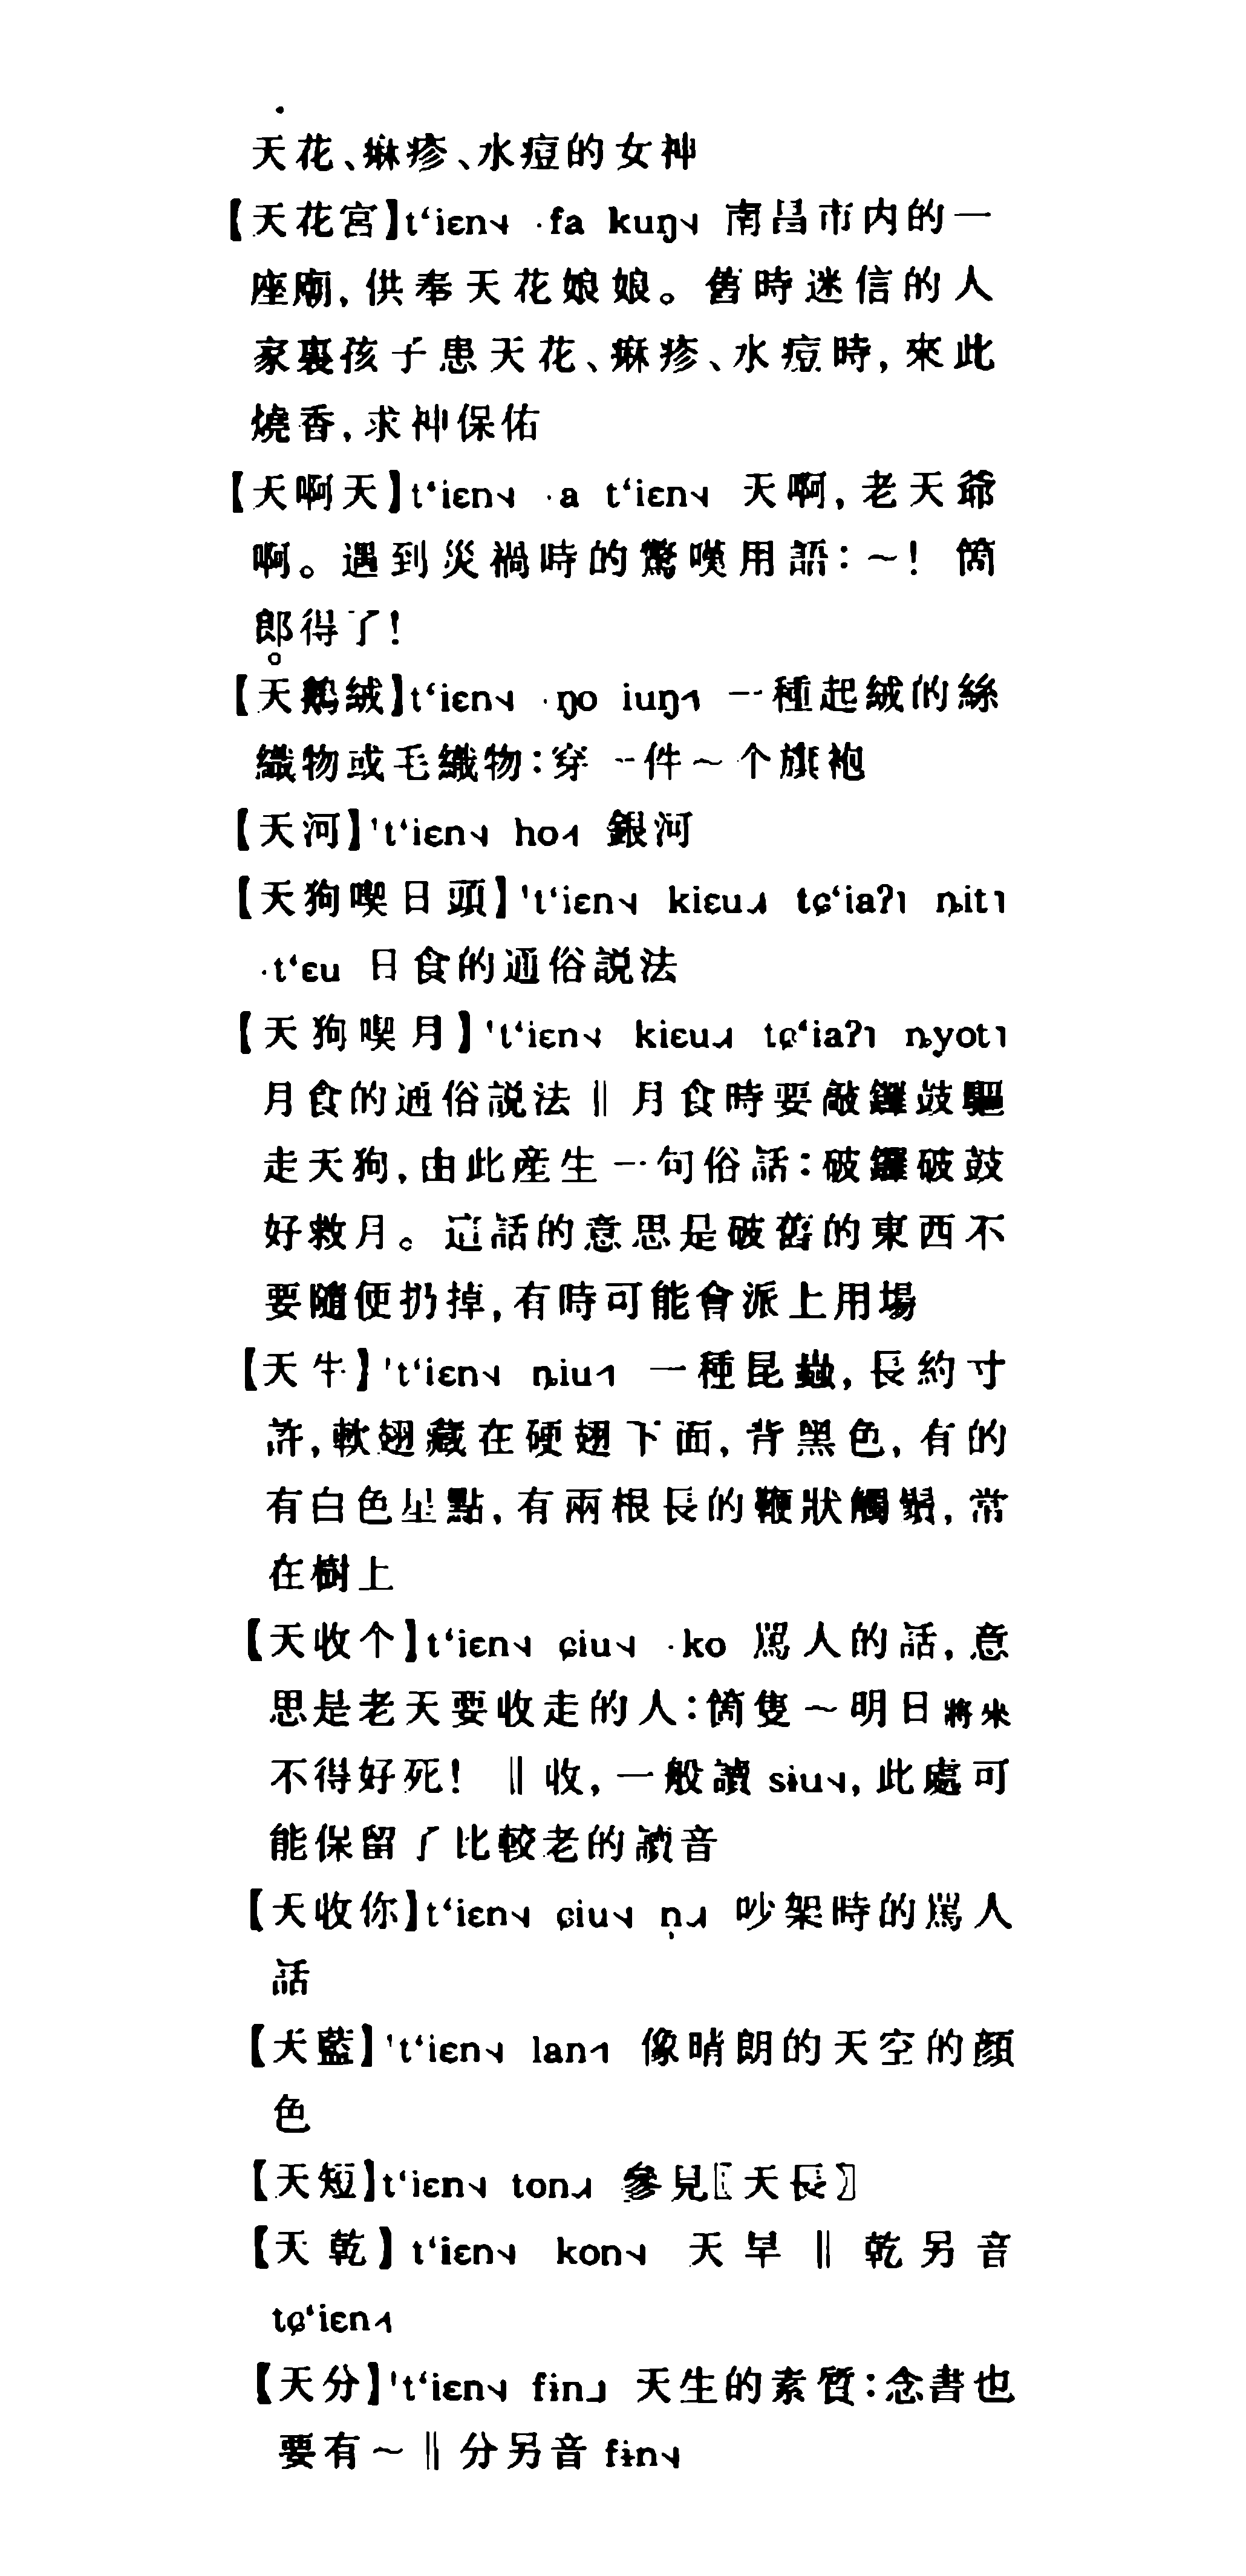 天花、痳疹、水痘的女神
【天花宮】t‘iɛn˧˩ ·fa kuŋ˧˩ 南昌市内的一
座廟,供奉天花娘娘。舊時迷信的人
家裏孩子患天花、痳疹、水痘時,來此
燒香,求神保佑
【天啊天】t‘iɛn˧˩ ·a t‘iɛn˧˩ 天啊,老天爺
啊。遇到災禍時的驚嘆用語:～! 箇
郎得了!
【天鵝絨】t‘iɛn˧˩ ·ŋo iuŋ˧˥ 一種起絨的絲
織物或毛織物:穿一件～个旗袍
【天河】't‘iɛn˧˩ ho˧˥ 銀河
【天狗喫日頭】't‘iɛn˧˩ kiɛu˨˩˧ tɕ‘iaʔ˥ ȵit˥
·t‘ɛu 日食的通俗説法
【天狗喫月】't‘iɛn˧˩ kiɛu˨˩˧ tɕ‘iaʔ˥ ȵyot˥
月食的通俗説法‖月食時要敲鑼鼓驅
走天狗,由此産生一句俗話:破鑼破鼓
好救月。這話的意思是破舊的東西不
要隨便扔掉,有時可能會派上用場
【天牛】't‘iɛn˧˩ ȵiu˧˥ 一種昆蟲,長約寸
許,軟翅藏在硬翅下面,背黑色,有的
有白色星點,有兩根長的鞭狀觸鬚,常
在樹上
【天收个】t‘iɛn˧˩ ɕiu˧˩ ·ko 駡人的話,意
思是老天要收走的人:箇隻～明日將來
不得好死! ‖收,一般讀 sɨu˧˩,此處可
能保留了比較老的讀音
【天收你】t‘iɛn˧˩ ɕiu˧˩ n̩˨˩˧ 吵架時的駡人
話
【天藍】't‘iɛn˧˩ lan˧˥ 像晴朗的天空的顔
色
【天短】t‘iɛn˧˩ ton˨˩˧ 參見〖天長〗
【天乾】t‘iɛn˧˩ kon˧˩ 天旱‖乾另音
tɕ‘iɛn˧˥
【天分】't‘iɛn˧˩ fɨn˩ 天生的素質:念書也
要有～‖分另音 fɨn˧˩